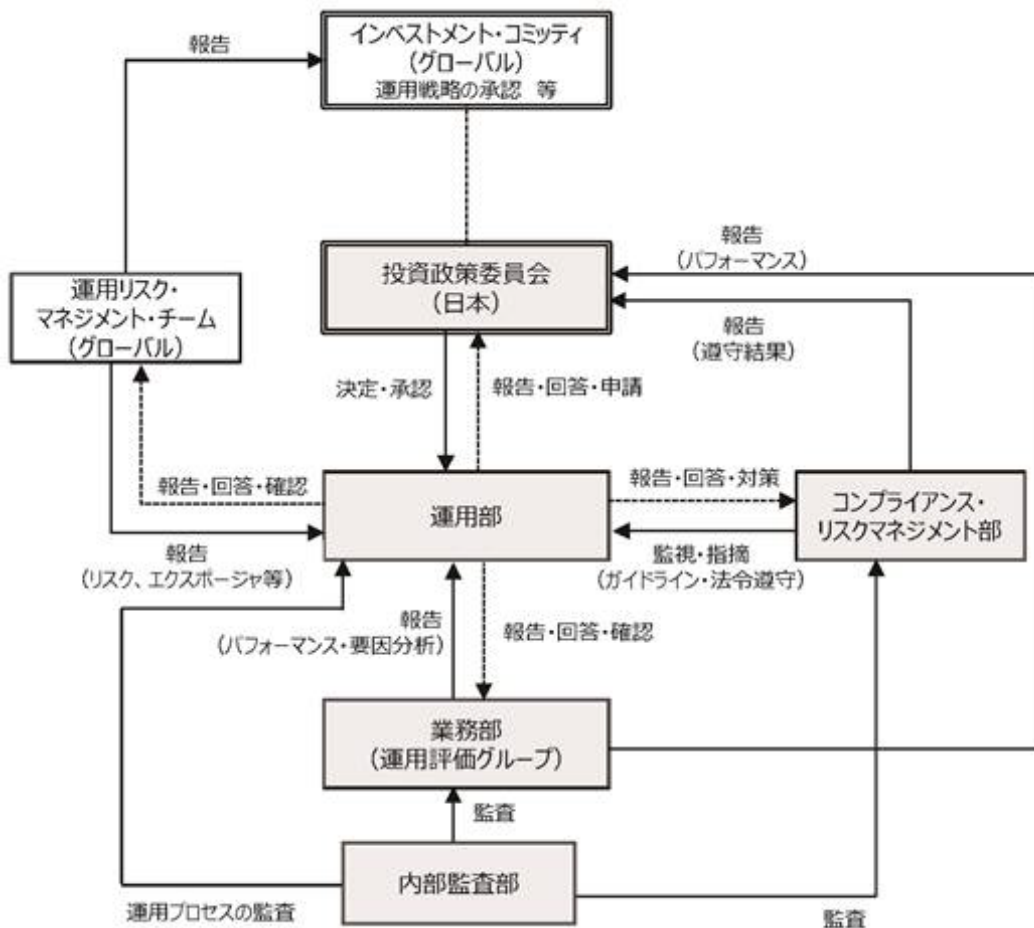 インベストメント・コミッティ
(グローバル)
運用戦略の承認 等
報告
投資政策委員会
(日本)
報告
(パフォーマンス)
運用リスク・
マネジメント・チーム
(グローバル)
報告
(遵守結果)
決定・承認
報告・回答・申請
報告・回答・確認
運用部
報告・回答・対策
コンプライアンス・
リスクマネジメント部
報告
(リスク、エクスポージャ等)
監視・指摘
(ガイドライン・法令遵守)
報告
(パフォーマンス・要因分析)
報告・回答・確認
業務部
(運用評価グループ)
監査
内部監査部
運用プロセスの監査
監査